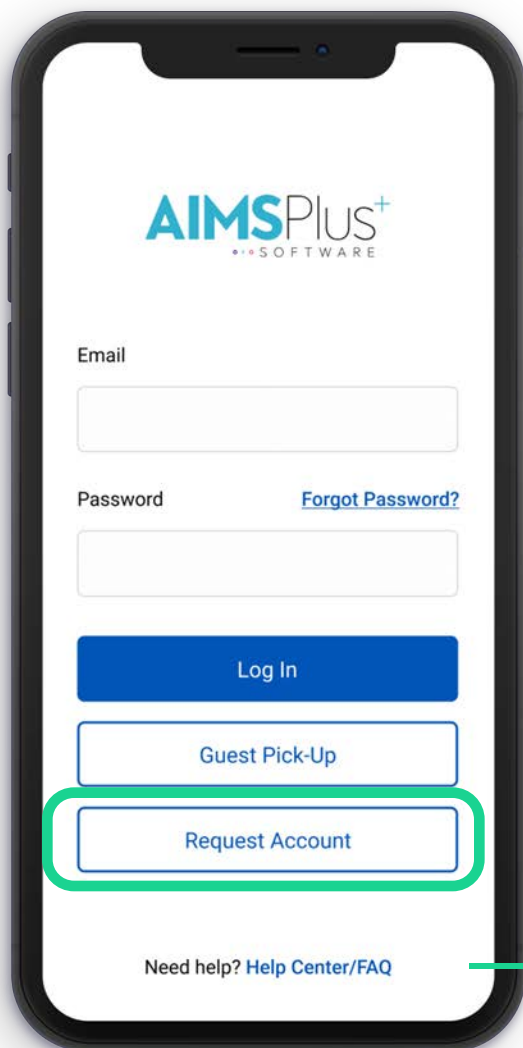 AIMSPlus+
SOFTWARE
Email
Password Forgot Password?
Log In
Guest Pick-Up
Request Account
Need help? Help Center/FAQ